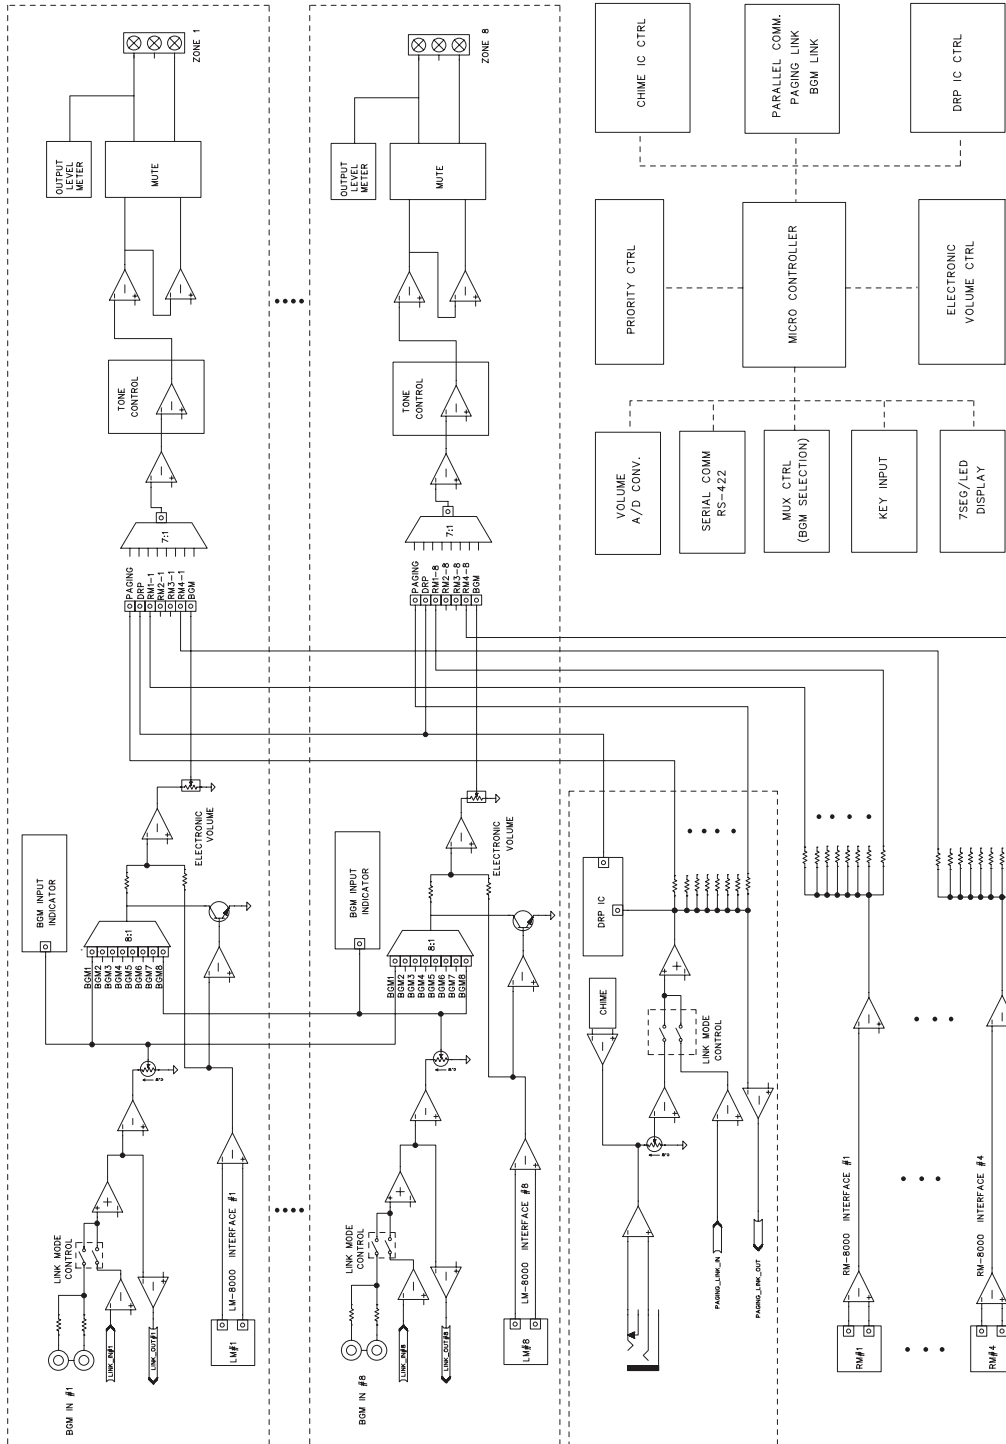 ZONE 1
OUTPUT
LEVEL
METER
MUTE
TONE
CONTROL
7:1
PAGING
DRP
RM1-1
RM2-1
RM3-1
RM4-1
BGM
ELECTRONIC
VOLUME
BGM INPUT
INDICATOR
8:1
BGM1
BGM2
BGM3
BGM4
BGM5
BGM6
BGM7
BGM8
LINK MODE
CONTROL
LM-8000 INTERFACE #1
LINK_IN#1
LINK_OUT#1
LM#1
BGM IN #1
ZONE 8
OUTPUT
LEVEL
METER
MUTE
TONE
CONTROL
7:1
PAGING
DRP
RM1-8
RM2-8
RM3-8
RM4-8
BGM
ELECTRONIC
VOLUME
BGM INPUT
INDICATOR
8:1
BGM1
BGM2
BGM3
BGM4
BGM5
BGM6
BGM7
BGM8
LINK MODE
CONTROL
LM-8000 INTERFACE #8
LINK_IN#8
LINK_OUT#8
LM#8
BGM IN #8
DRP IC
CHIME
LINK MODE
CONTROL
PAGING_LINK_IN
PAGING_LINK_OUT
RM-8000 INTERFACE #1
RM#1
RM-8000 INTERFACE #4
RM#4
CHIME IC CTRL
PARALLEL COMM.
PAGING LINK
BGM LINK
DRP IC CTRL
PRIORITY CTRL
MICRO CONTROLLER
ELECTRONIC
VOLUME CTRL
VOLUME
A/D CONV.
SERIAL COMM
RS-422
MUX CTRL
(BGM SELECTION)
KEY INPUT
7SEG/LED
DISPLAY